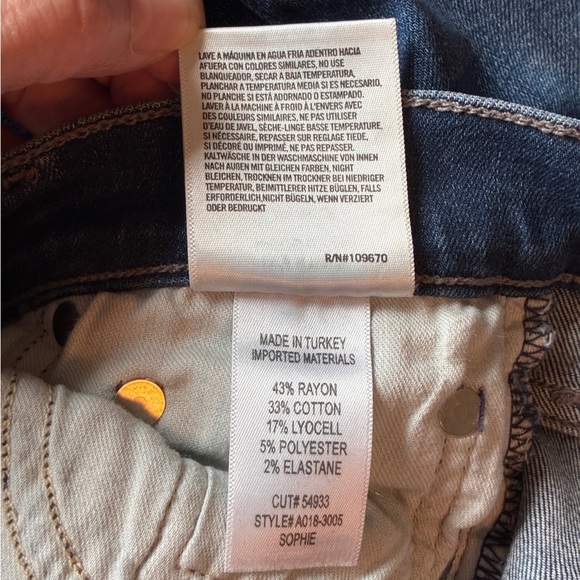 LAVE A MÁQUINA EN AGUA FRIA ADENTRO HACIA
AFUERA CON COLORES SIMILARES, NO USE
BLANQUEADOR, SECAR A BAJA TEMPERATURA,
PLANCHAR A TEMPERATURA MEDIA SI ES NECESARIO,
NO PLANCHE SI ESTÁ ADORNADO O ESTAMPADO.
LAVER À LA MACHINE À FROID À L'ENVERS AVEC
DES COULEURS SIMILAIRES, NE PAS UTILISER
D'EAU DE JAVEL, SÈCHE-LINGE BASSE TEMPERATURE,
SI NÉCESSAIRE, REPASSER SUR REGLAGE TIEDE,
SI DÉCORÉ OU IMPRIMÉ, NE PAS REPASSER.
KALTWÄSCHE IN DER WASCHMASCHINE VON INNEN
NACH AUßEN MIT GLEICHEN FARBEN, NIGHT
BLEICHEN, TROCKNEN IM TROCKNER BEI NIEDRIGER
TEMPERATUR, BEIMITTLERER HITZE BÜGLEN, FALLS
ERFORDERLICH,NICHT BÜGELN, WENN VERZIERT
ODER BEDRUCKT
R/N#109670
MADE IN TURKEY
IMPORTED MATERIALS
43% RAYON
33% COTTON
17% LYOCELL
5% POLYESTER
2% ELASTANE
CUT# 54933
STYLE# A018-3005
SOPHIE